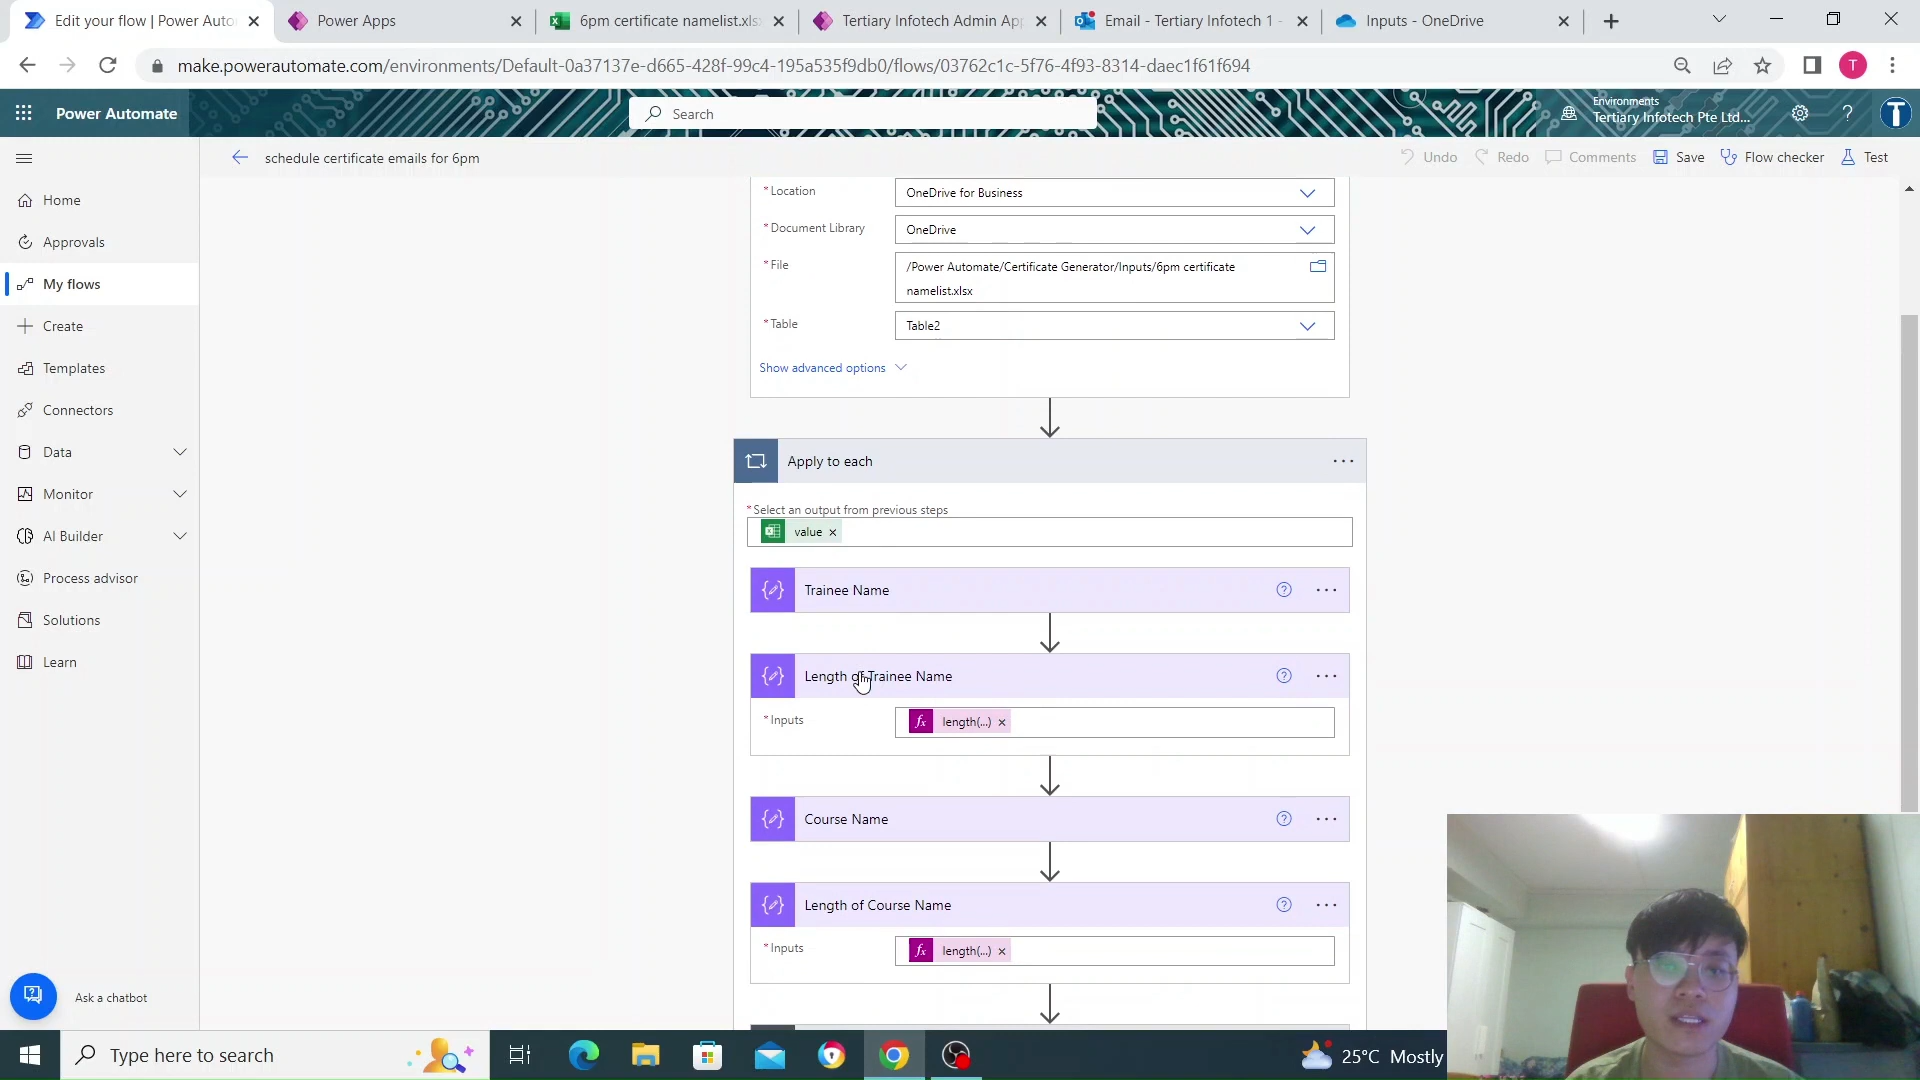 Edit your flow | Power Auto
Power Apps
6pm certificate namelist.xls
Tertiary Infotech Admin App
Email - Tertiary Infotech 1 -
Inputs - OneDrive
make.powerautomate.com/environments/Default-0a37137e-d665-428f-99c4-195a535f9db0/flows/03762c1c-5f76-4f93-8314-daec1f61f694
T
Power Automate
Search
Environments
Tertiary Infotech Pte Ltd...
schedule certificate emails for 6pm
Undo
Redo
Comments
Save
Flow checker
Test
Home
Approvals
My flows
Create
Templates
Connectors
Data
Monitor
AI Builder
Process advisor
Solutions
Learn
Ask a chatbot
*Location
OneDrive for Business
*Document Library
OneDrive
*File
/Power Automate/Certificate Generator/Inputs/6pm certificate
namelist.xlsx
*Table
Table2
Show advanced options
Apply to each
*Select an output from previous steps
value
Trainee Name
Length of Trainee Name
*Inputs
fx length(...)
Course Name
Length of Course Name
*Inputs
fx length(...)
Type here to search
25°C Mostly